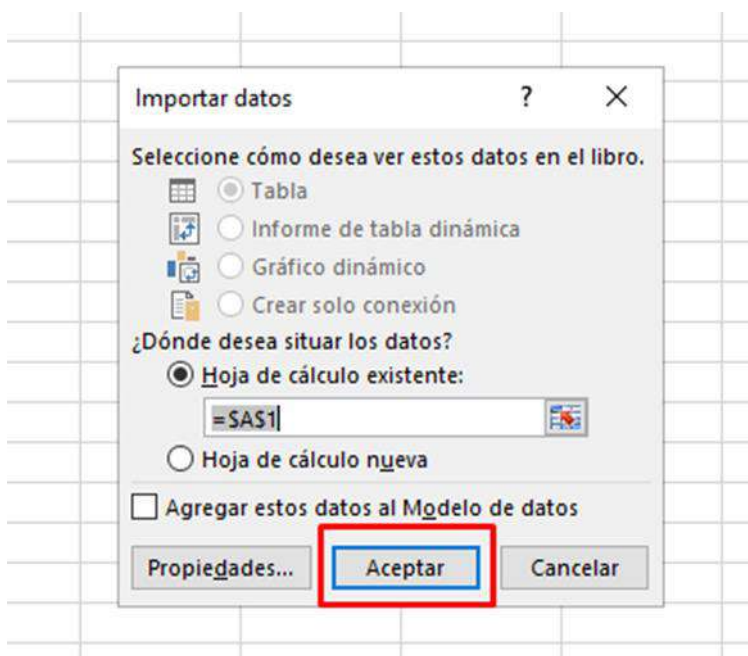 Importar datos ? ×
Seleccione cómo desea ver estos datos en el libro.
Tabla
Informe de tabla dinámica
Gráfico dinámico
Crear solo conexión
¿Dónde desea situar los datos?
Hoja de cálculo existente:
=$A$1
Hoja de cálculo nueva
Agregar estos datos al Modelo de datos
Propiedades... Aceptar Cancelar